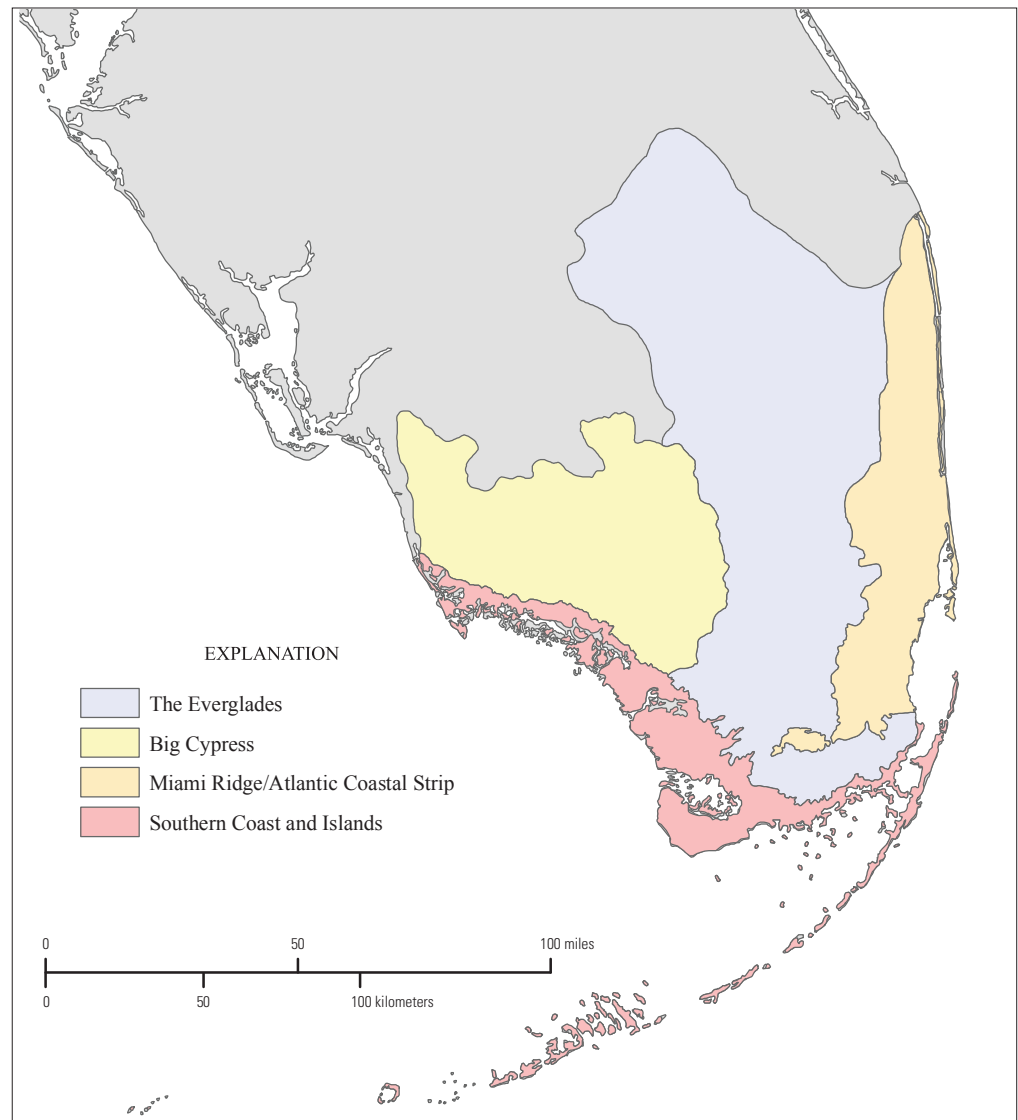 EXPLANATION
The Everglades
Big Cypress
Miami Ridge/Atlantic Coastal Strip
Southern Coast and Islands
0 50 100 miles
0 50 100 kilometers